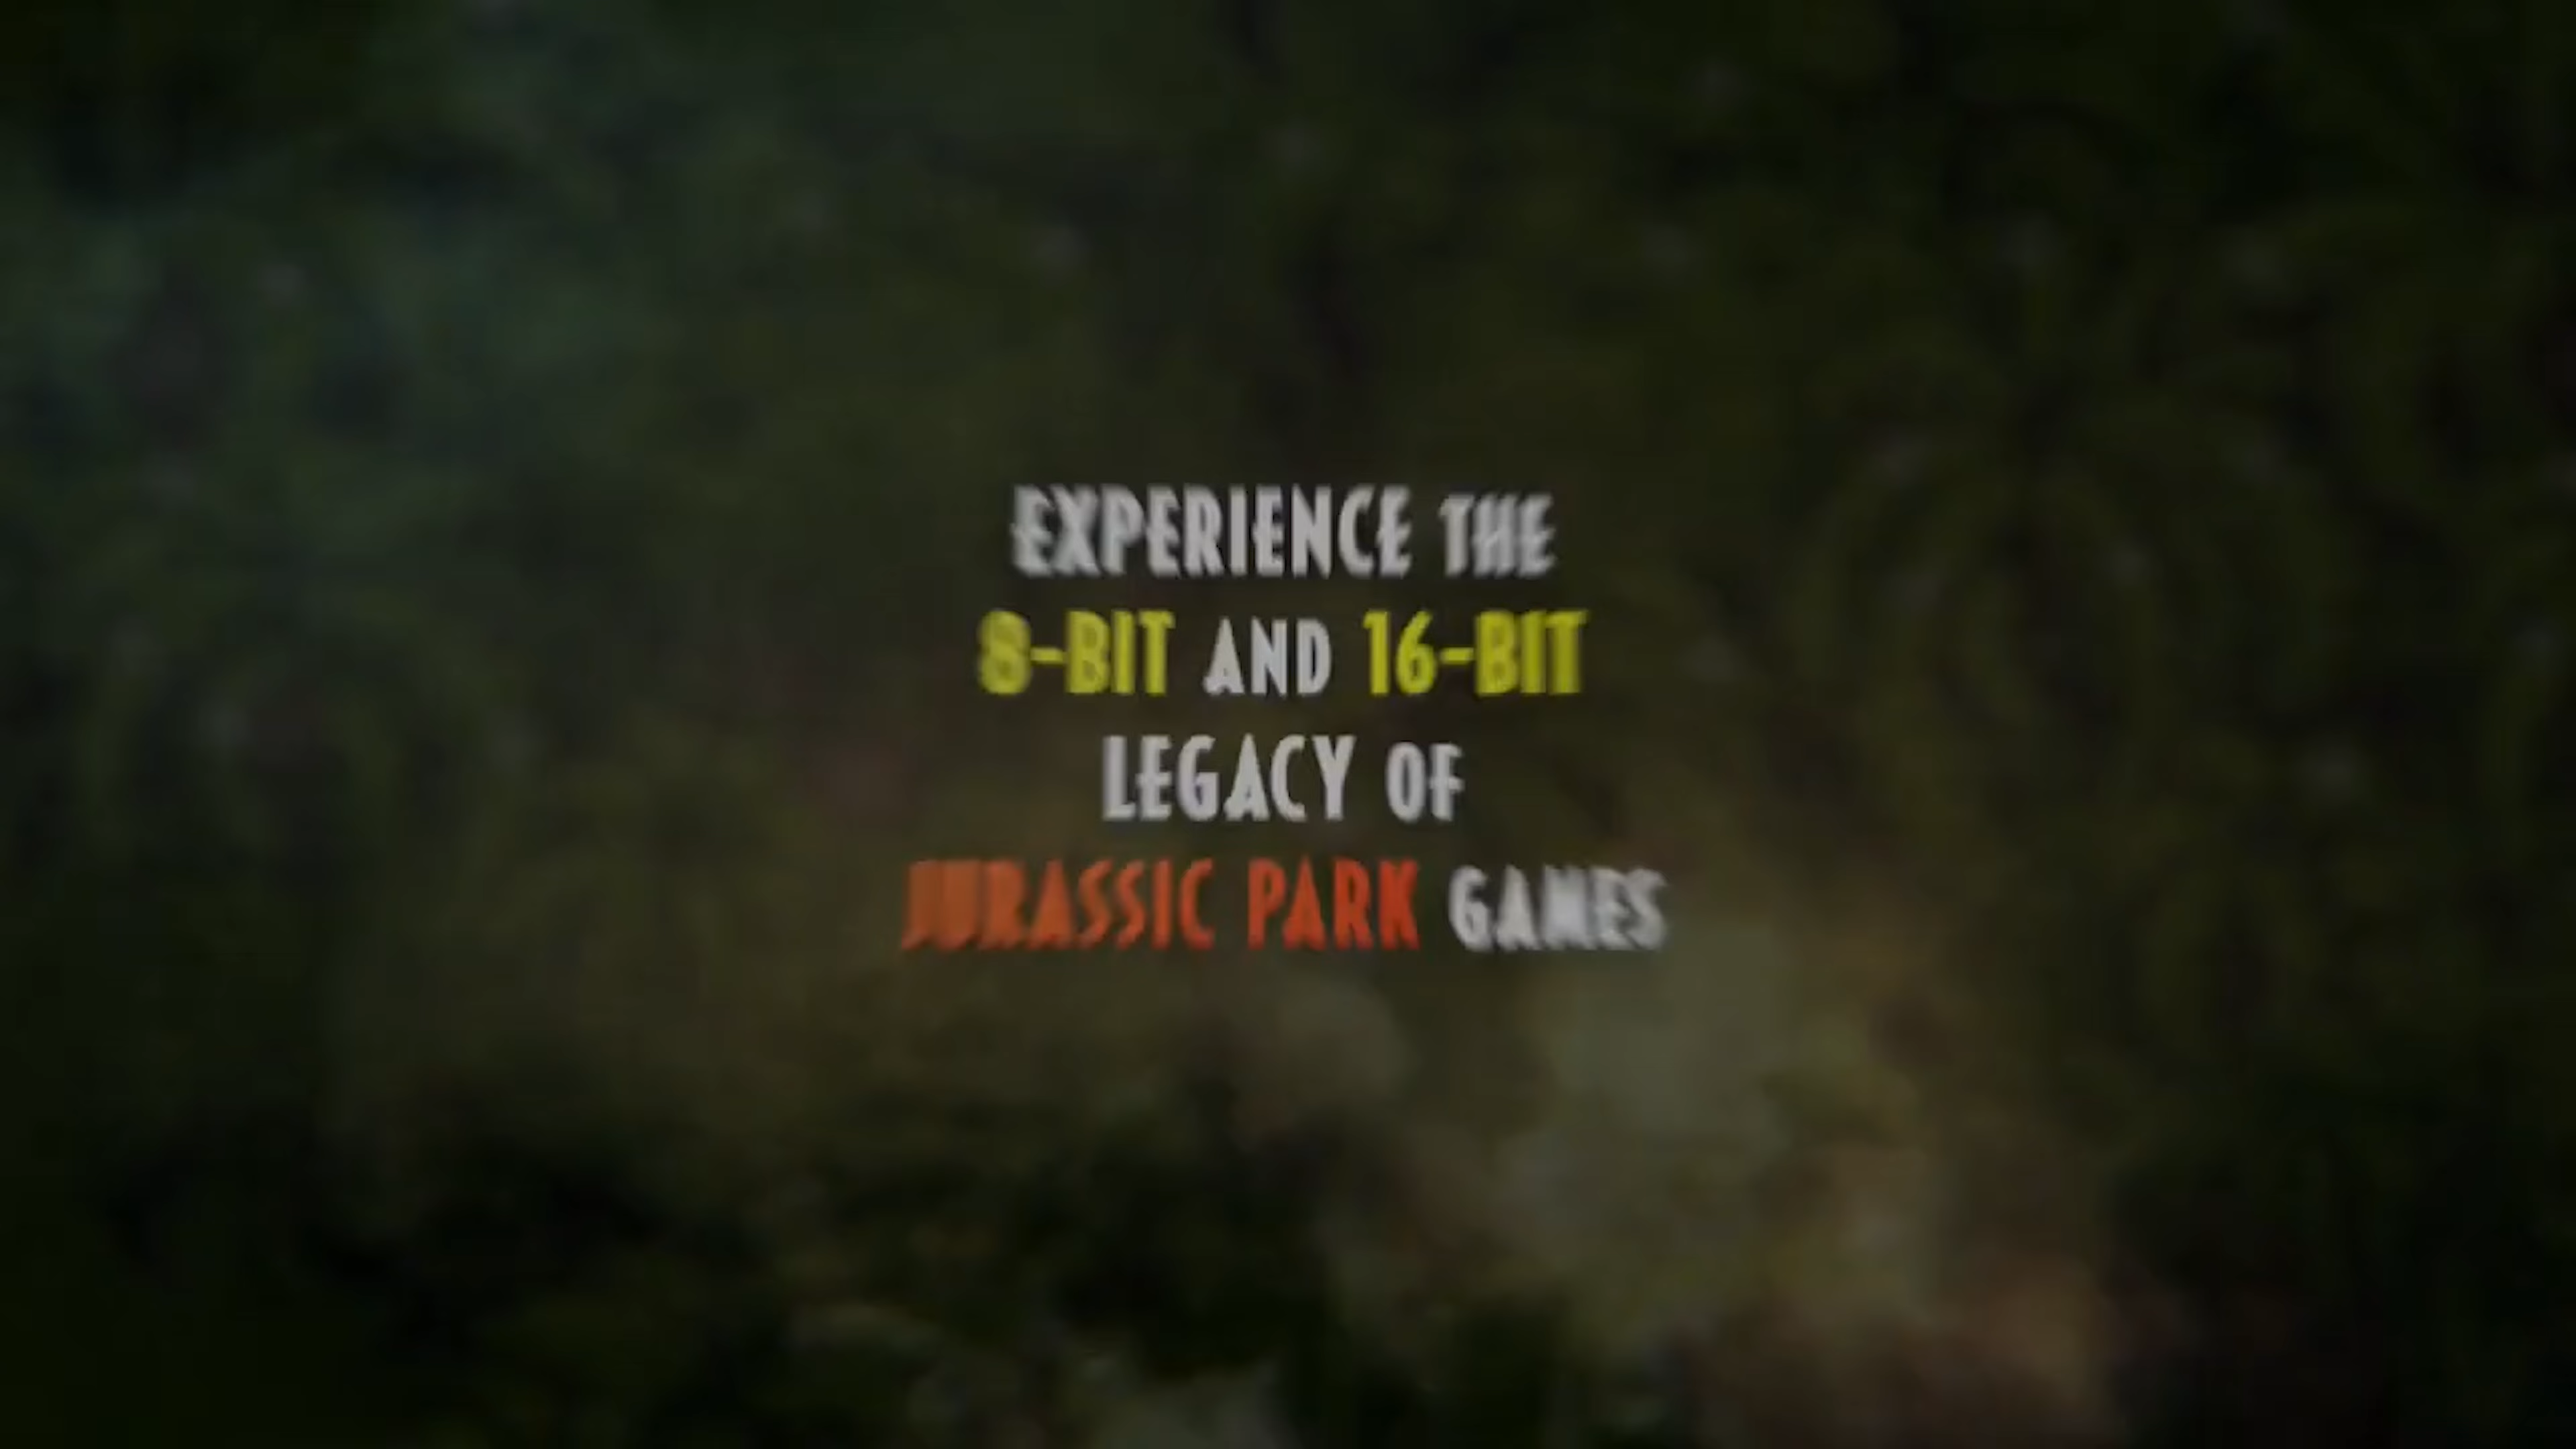 EXPERIENCE THE
8-BIT AND 16-BIT
LEGACY OF
JURASSIC PARK GAMES